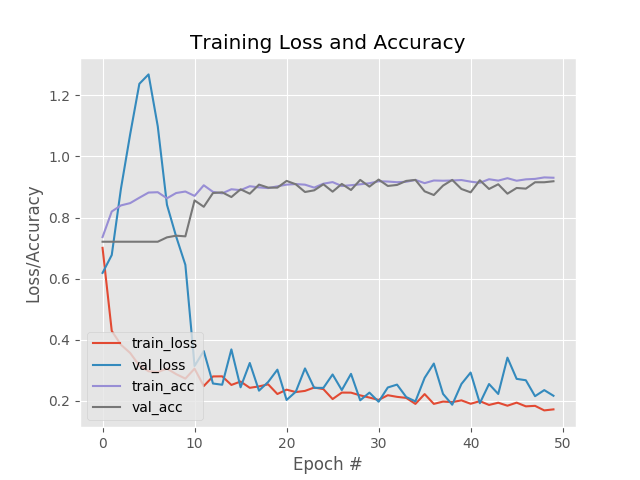 Training Loss and Accuracy
Loss/Accuracy
1.2
1.0
0.8
0.6
0.4
0.2
train_loss
val_loss
train_acc
val_acc
0
10
20
30
40
50
Epoch #